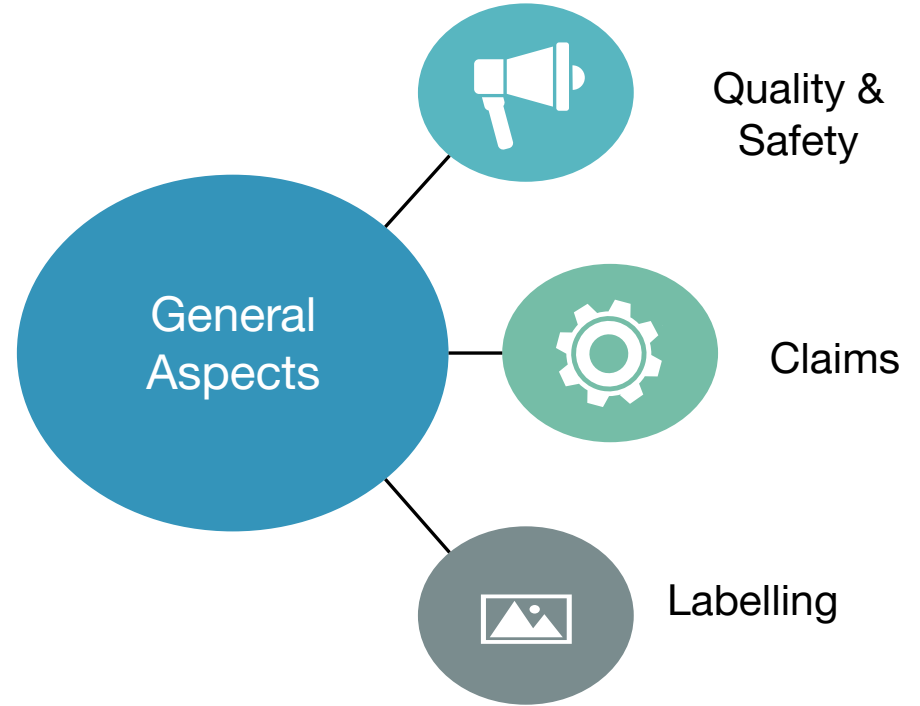 Quality &
Safety
General
Aspects
Claims
Labelling